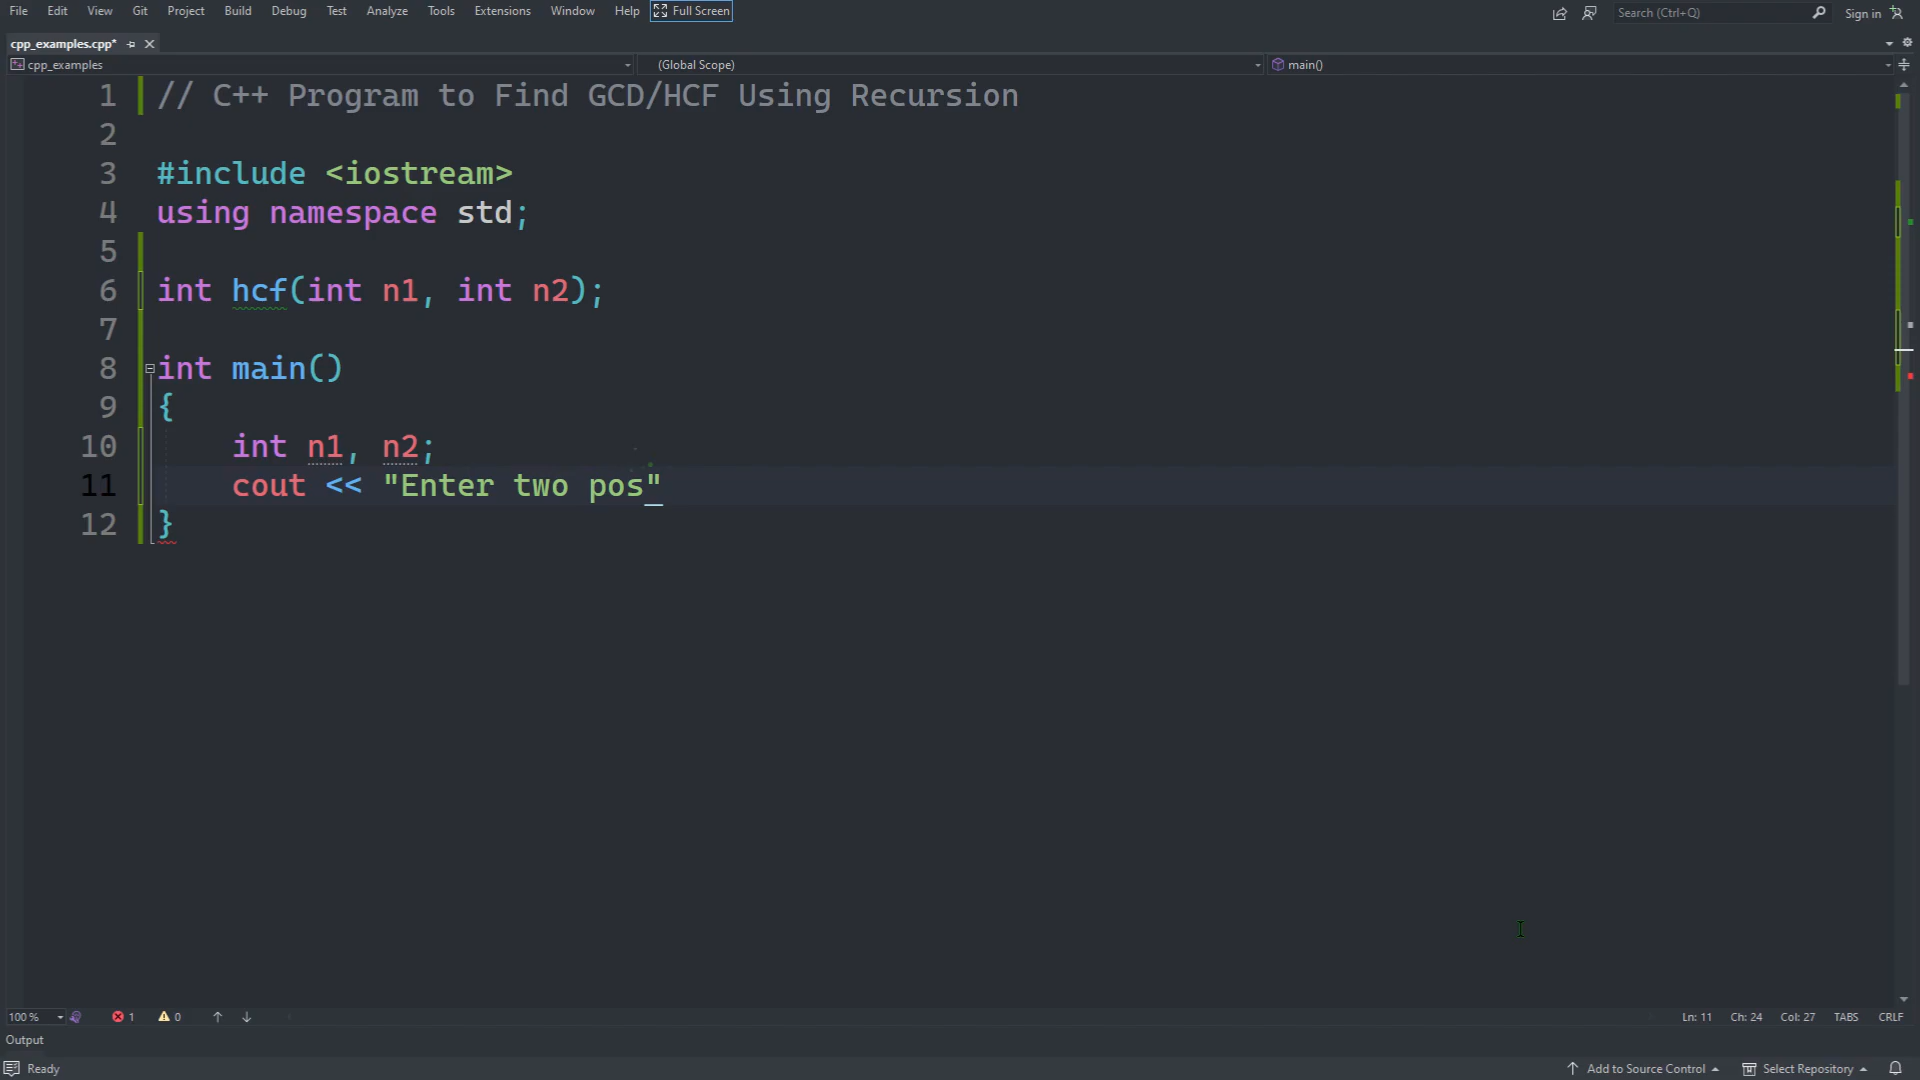 File Edit View Git Project Build Debug Test Analyze Tools Extensions Window Help Full Screen Search (Ctrl+Q) Sign in
cpp_examples.cpp*
cpp_examples (Global Scope) main()
1 // C++ Program to Find GCD/HCF Using Recursion
2
3 #include <iostream>
4 using namespace std;
5
6 int hcf(int n1, int n2);
7
8 int main()
9 {
10 int n1, n2;
11 cout << "Enter two pos"
12 }
100 % 1 0 Ln: 11 Ch: 24 Col: 27 TABS CRLF
Output
Ready Add to Source Control Select Repository